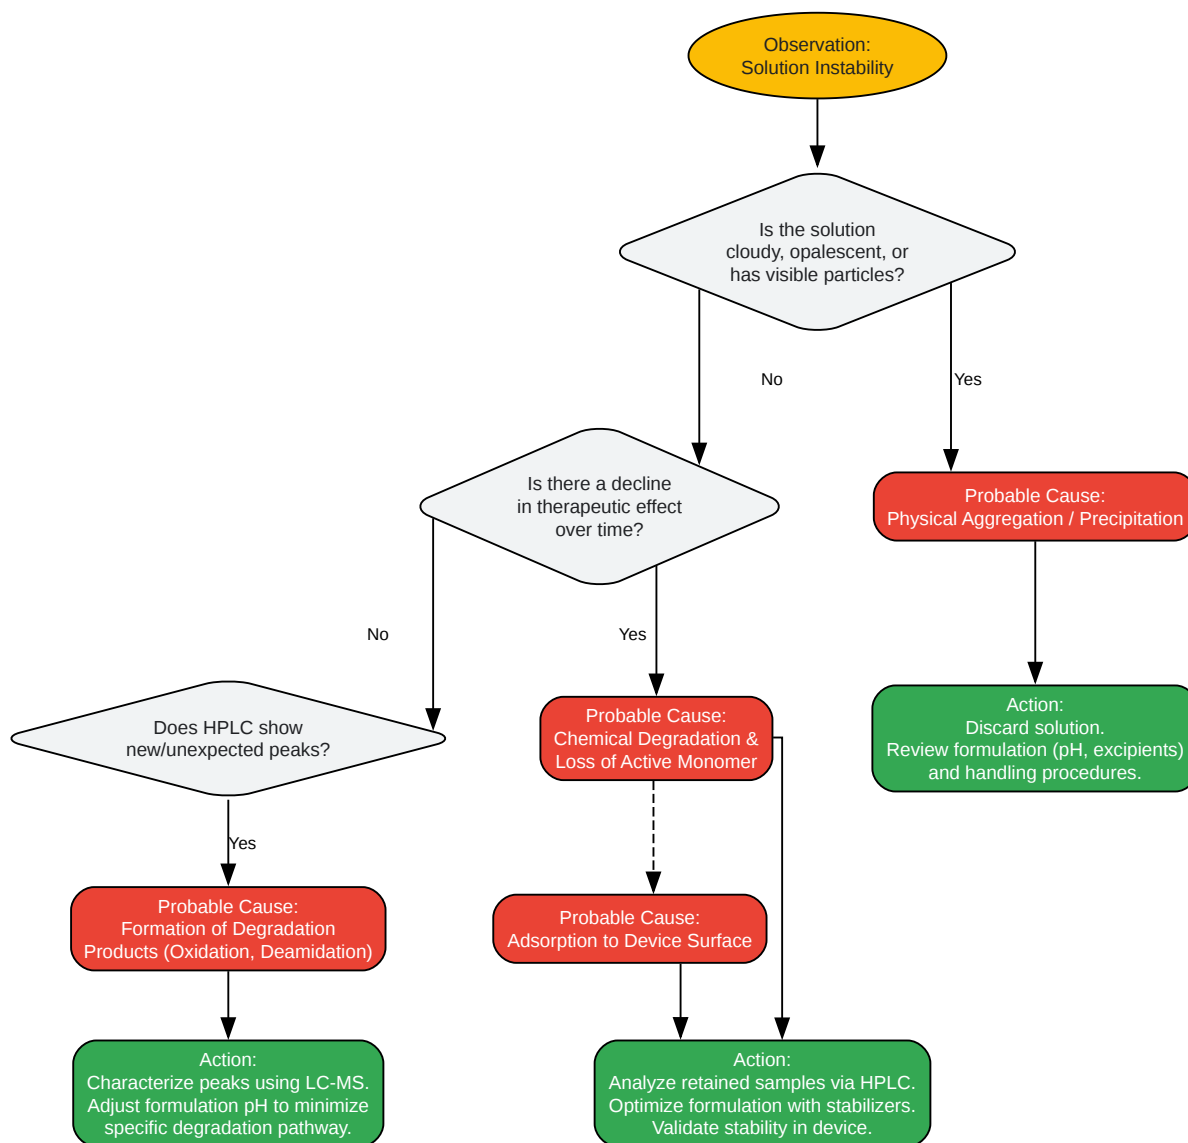 Observation:
Solution Instability
Is the solution
cloudy, opalescent, or
has visible particles?
No
Yes
Is there a decline
in therapeutic effect
over time?
Probable Cause:
Physical Aggregation / Precipitation
No
Yes
Action:
Discard solution.
Review formulation (pH, excipients)
and handling procedures.
Does HPLC show
new/unexpected peaks?
Probable Cause:
Chemical Degradation &
Loss of Active Monomer
Yes
Probable Cause:
Formation of Degradation
Products (Oxidation, Deamidation)
Probable Cause:
Adsorption to Device Surface
Action:
Characterize peaks using LC-MS.
Adjust formulation pH to minimize
specific degradation pathway.
Action:
Analyze retained samples via HPLC.
Optimize formulation with stabilizers.
Validate stability in device.